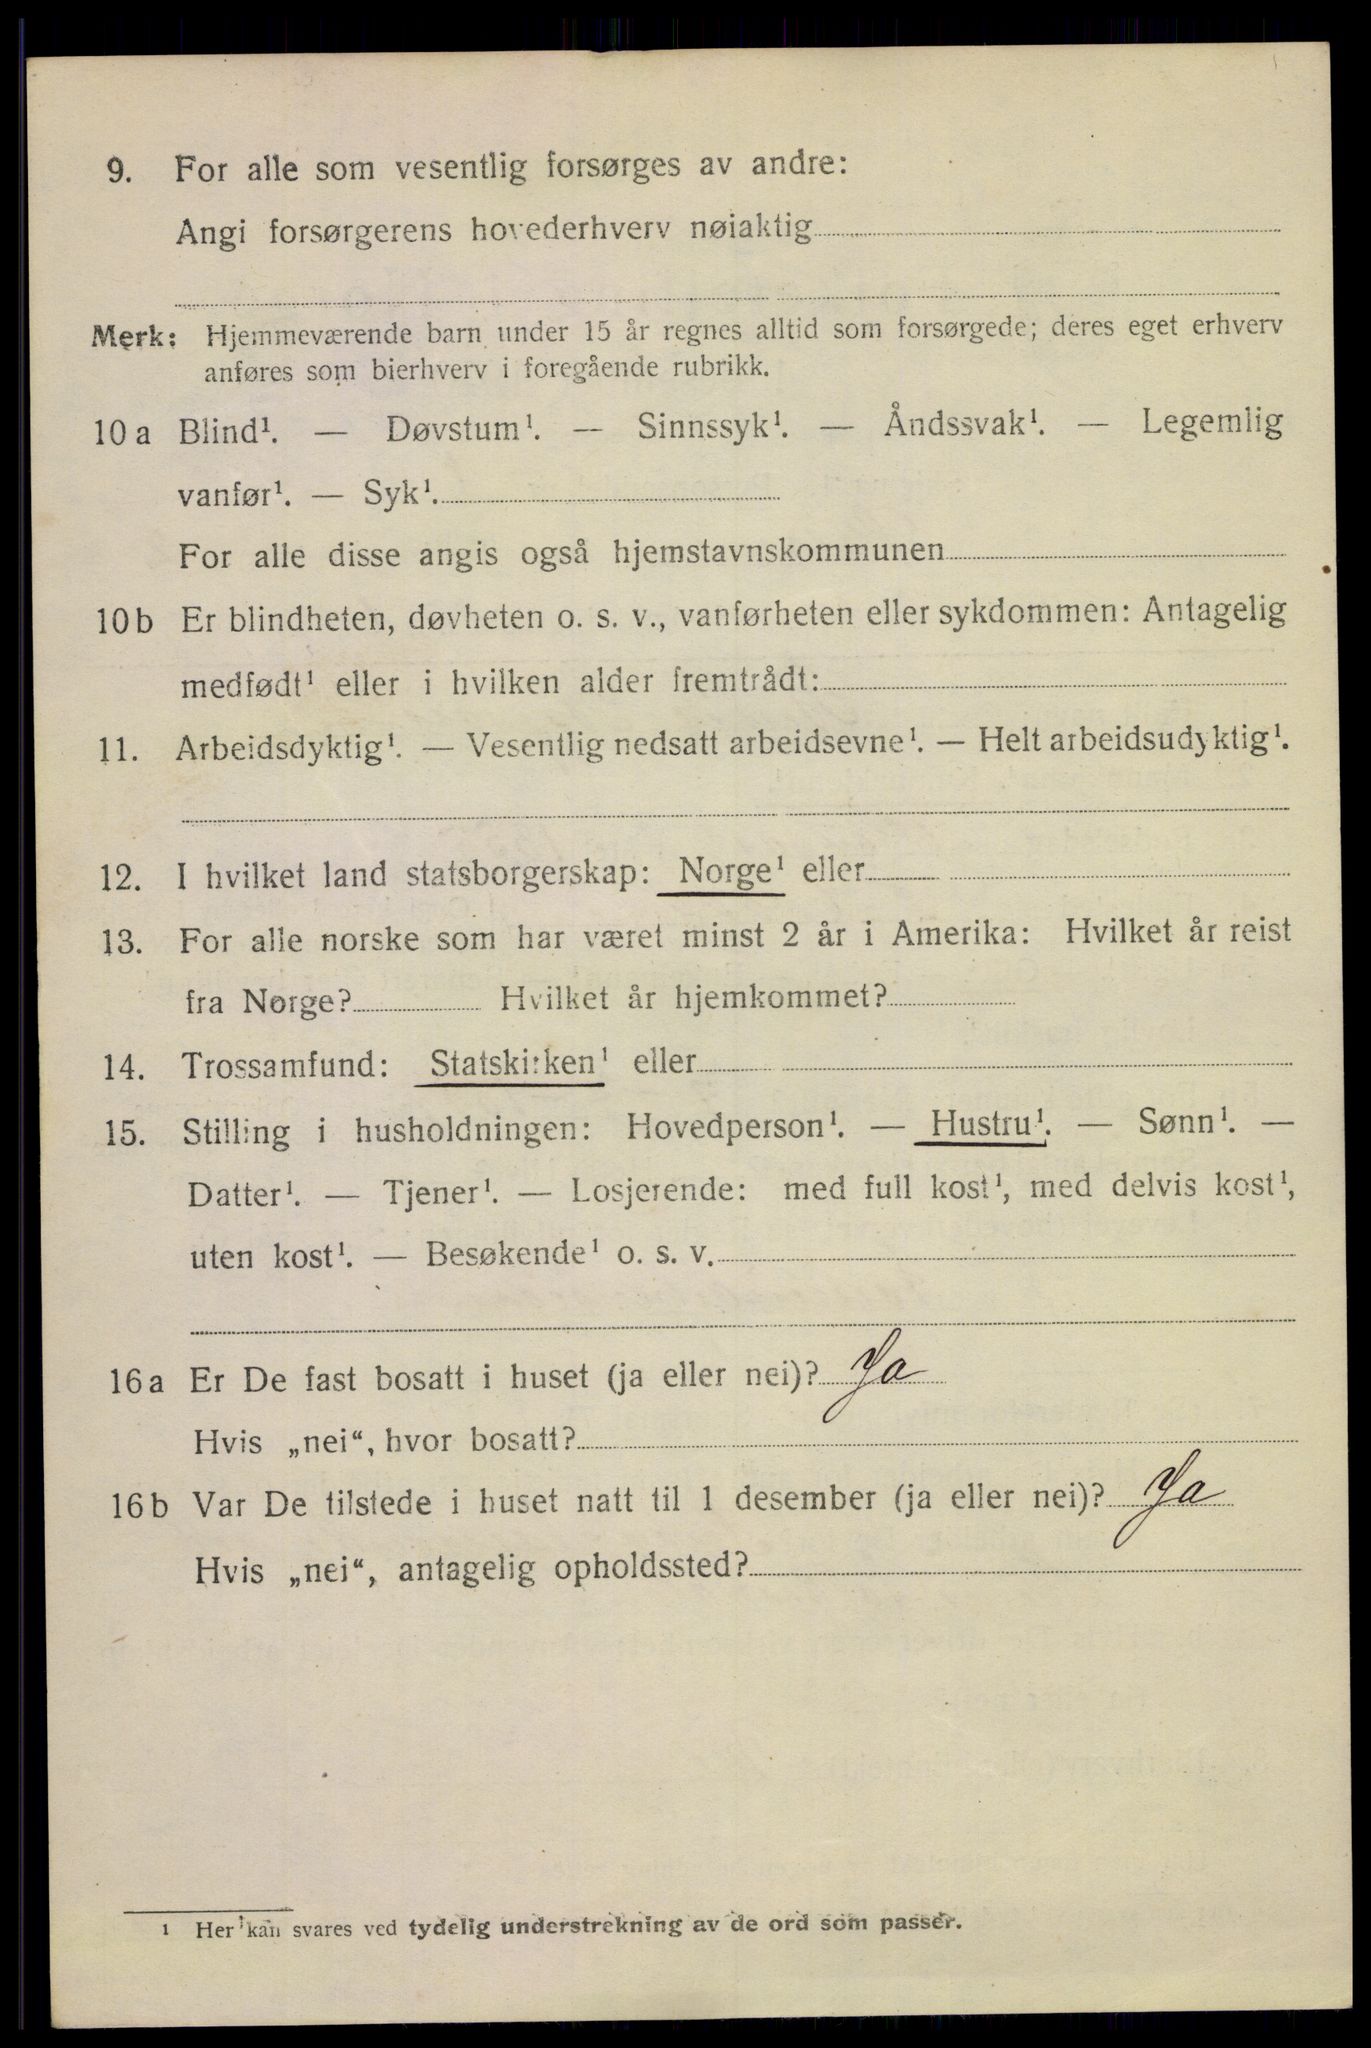 9. For alle som vesentlig forsørges av andre:
Angi forsørgerens hovederhverv nøiaktig
Merk: Hjemmeværende barn under 15 år regnes alltid som forsørgede; deres eget erhverv
anføres som bierhverv i foregående rubrikk.
10 a Blind¹. — Døvstum¹. — Sinnssyk¹. — Åndssvak¹. — Legemlig
vanfør¹. — Syk¹.
For alle disse angis også hjemstavnskommunen
10 b Er blindheten, døvheten o. s. v., vanførheten eller sykdommen: Antagelig
medfødt¹ eller i hvilken alder fremtrådt:
11. Arbeidsdyktig¹. — Vesentlig nedsatt arbeidsevne¹. — Helt arbeidsudyktig¹.
12. I hvilket land statsborgerskap: Norge¹ eller
13. For alle norske som har været minst 2 år i Amerika: Hvilket år reist
fra Norge? Hvilket år hjemkommet?
14. Trossamfund: Statskirken¹ eller
15. Stilling i husholdningen: Hovedperson¹. — Hustru¹. — Sønn¹. —
Datter¹. — Tjener¹. — Losjerende: med full kost¹, med delvis kost¹,
uten kost¹. — Besøkende¹ o. s. v.
16 a Er De fast bosatt i huset (ja eller nei)? Ja
Hvis „nei“, hvor bosatt?
16 b Var De tilstede i huset natt til 1 desember (ja eller nei)? Ja
Hvis „nei“, antagelig opholdssted?
1 Her kan svares ved tydelig understrekning av de ord som passer.